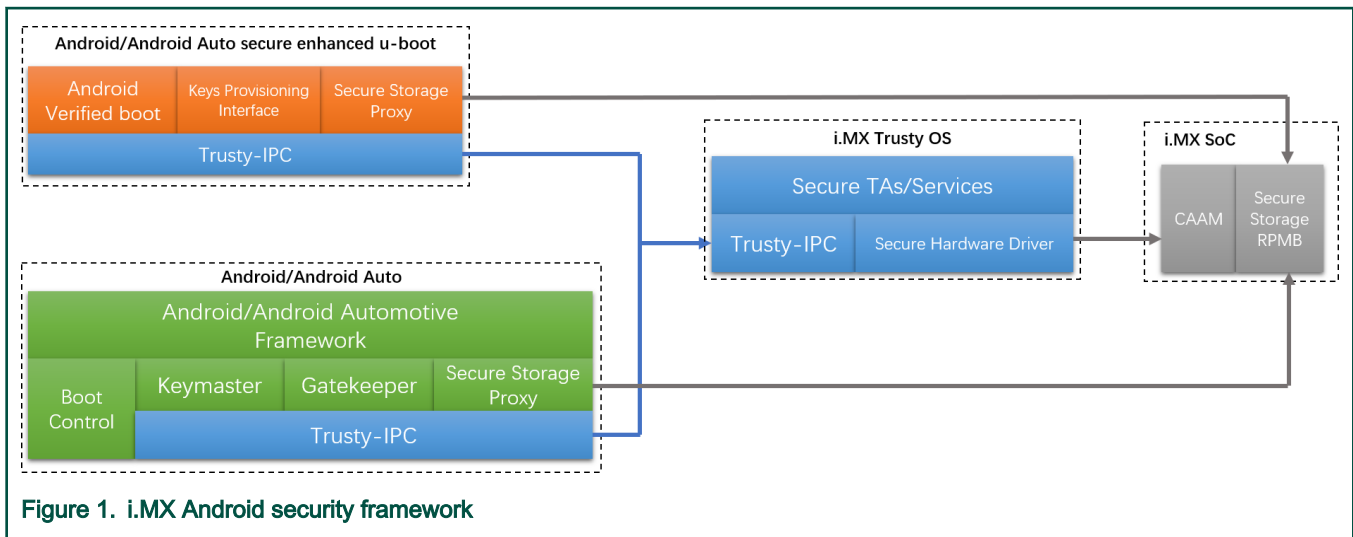 Android/Android Auto secure enhanced u-boot
Android
Verified boot
Keys Provisioning
Interface
Secure Storage
Proxy
Trusty-IPC
i.MX Trusty OS
Secure TAs/Services
Trusty-IPC
Secure Hardware Driver
i.MX SoC
CAAM
Secure
Storage
RPMB
Android/Android Auto
Android/Android Automotive
Framework
Boot
Control
Keymaster
Gatekeeper
Secure Storage
Proxy
Trusty-IPC
Figure 1. i.MX Android security framework